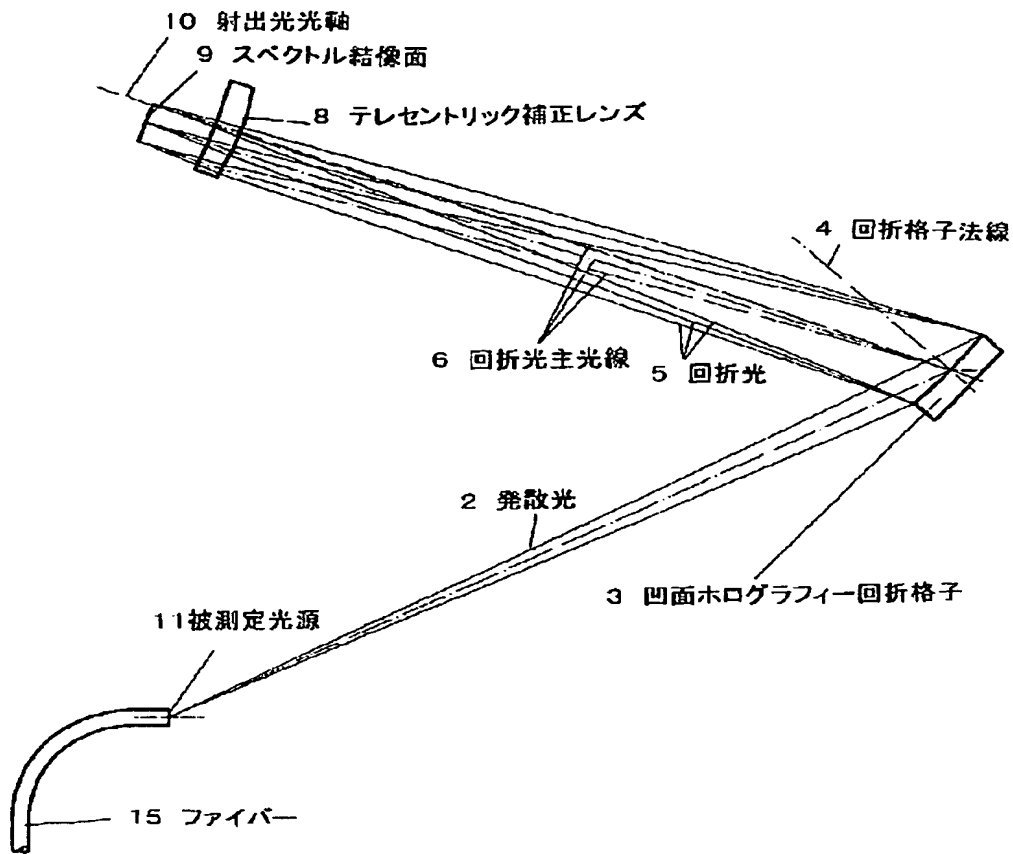 10 射出光光軸
9 スペクトル結像面
8 テレセントリック補正レンズ
4 回折格子法線
6 回折光主光線
5 回折光
2 発散光
3 凹面ホログラフィー回折格子
11被測定光源
15 ファイバー